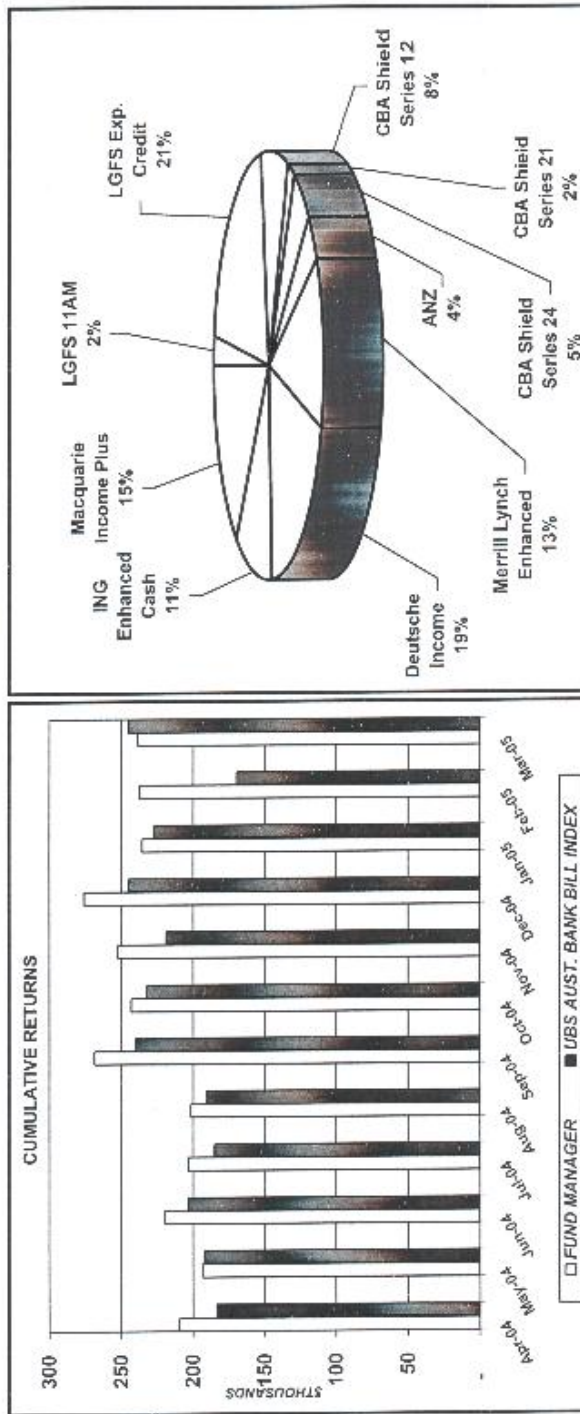 CUMULATIVE RETURNS
300
250
200
150
100
50
-
$THOUSANDS
Apr-04
May-04
Jun-04
Jul-04
Aug-04
Sep-04
Oct-04
Nov-04
Dec-04
Jan-05
Feb-05
Mar-05
FUND MANAGER
UBS AUST. BANK BILL INDEX
LGFS 11AM
2%
LGFS Exp.
Credit
21%
Macquarie
Income Plus
15%
ING
Enhanced
Cash
11%
Deutsche
Income
19%
Merrill Lynch
Enhanced
13%
ANZ
4%
CBA Shield
Series 24
5%
CBA Shield
Series 21
2%
CBA Shield
Series 12
8%